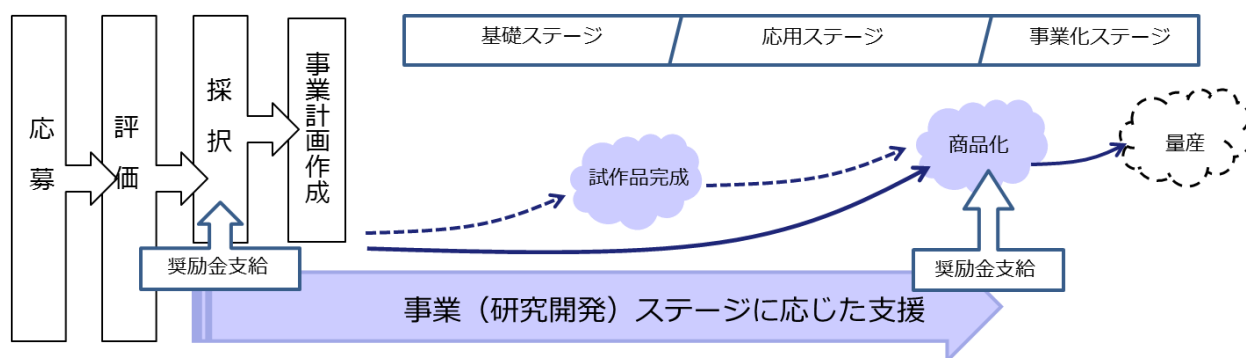 応募
評価
採択
事業計画作成
基礎ステージ
応用ステージ
事業化ステージ
試作品完成
商品化
量産
奨励金支給
奨励金支給
事業（研究開発）ステージに応じた支援